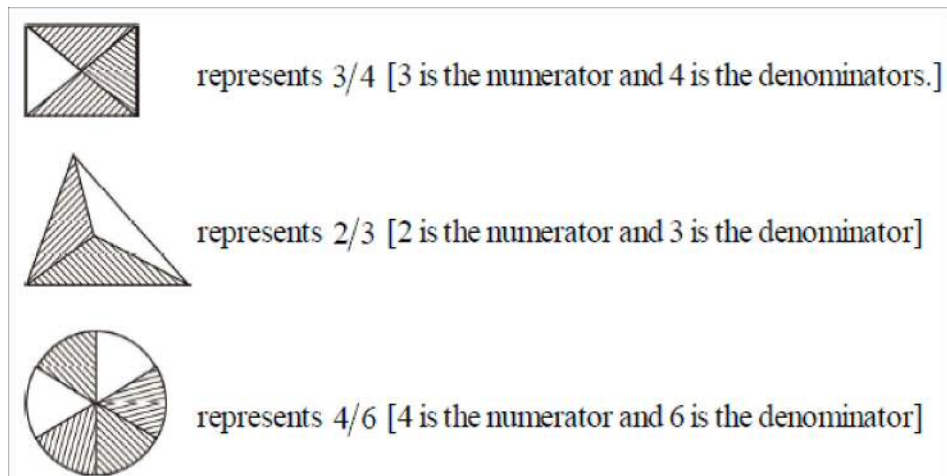 represents 3/4 [3 is the numerator and 4 is the denominators.]
represents 2/3 [2 is the numerator and 3 is the denominator]
represents 4/6 [4 is the numerator and 6 is the denominator]